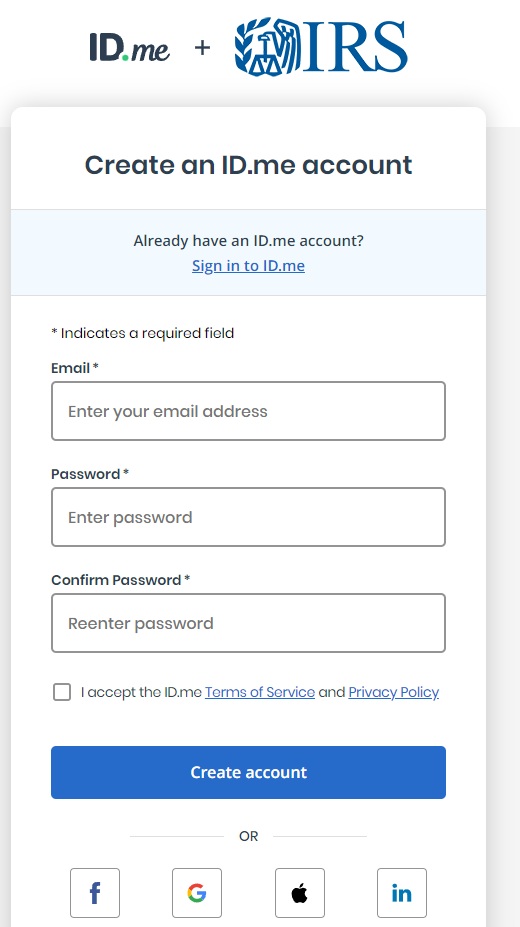 ID.me + IRS
Create an ID.me account
Already have an ID.me account?
Sign in to ID.me
* Indicates a required field
Email *
Enter your email address
Password *
Enter password
Confirm Password *
Reenter password
I accept the ID.me Terms of Service and Privacy Policy
Create account
OR
f G in